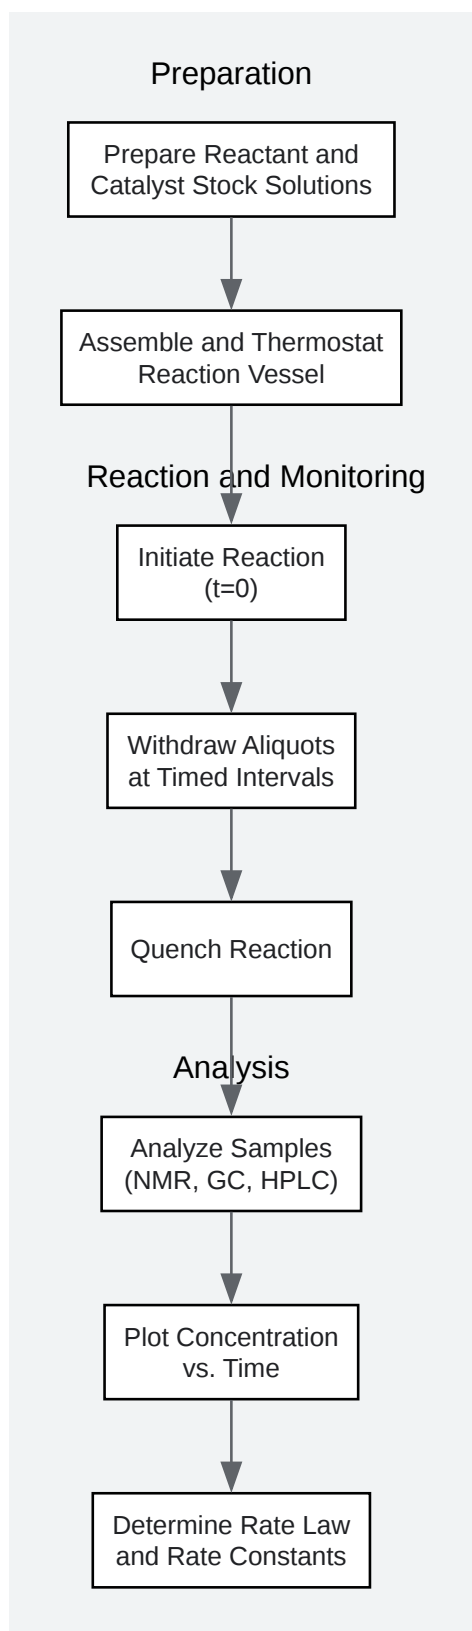 Preparation
Prepare Reactant and
Catalyst Stock Solutions
Assemble and Thermostat
Reaction Vessel
Reaction and Monitoring
Initiate Reaction
(t=0)
Withdraw Aliquots
at Timed Intervals
Quench Reaction
Analysis
Analyze Samples
(NMR, GC, HPLC)
Plot Concentration
vs. Time
Determine Rate Law
and Rate Constants